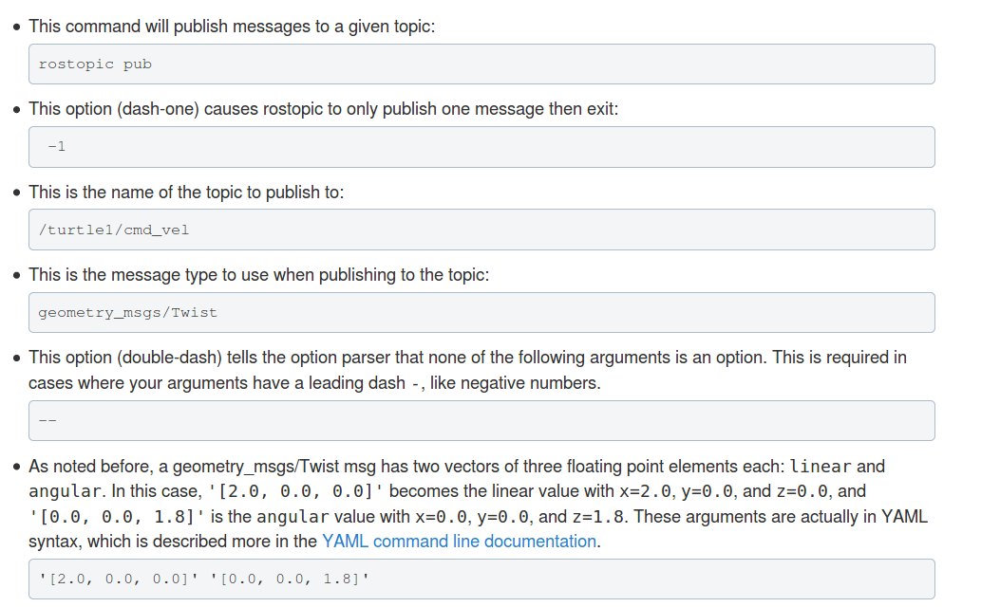 • This command will publish messages to a given topic:
rostopic pub
• This option (dash-one) causes rostopic to only publish one message then exit:
-1
• This is the name of the topic to publish to:
/turtle1/cmd_vel
• This is the message type to use when publishing to the topic:
geometry_msgs/Twist
• This option (double-dash) tells the option parser that none of the following arguments is an option. This is required in
cases where your arguments have a leading dash -, like negative numbers.
--
• As noted before, a geometry_msgs/Twist msg has two vectors of three floating point elements each: linear and
angular. In this case, '[2.0, 0.0, 0.0]' becomes the linear value with x=2.0, y=0.0, and z=0.0, and
'[0.0, 0.0, 1.8]' is the angular value with x=0.0, y=0.0, and z=1.8. These arguments are actually in YAML
syntax, which is described more in the YAML command line documentation.
'[2.0, 0.0, 0.0]' '[0.0, 0.0, 1.8]'